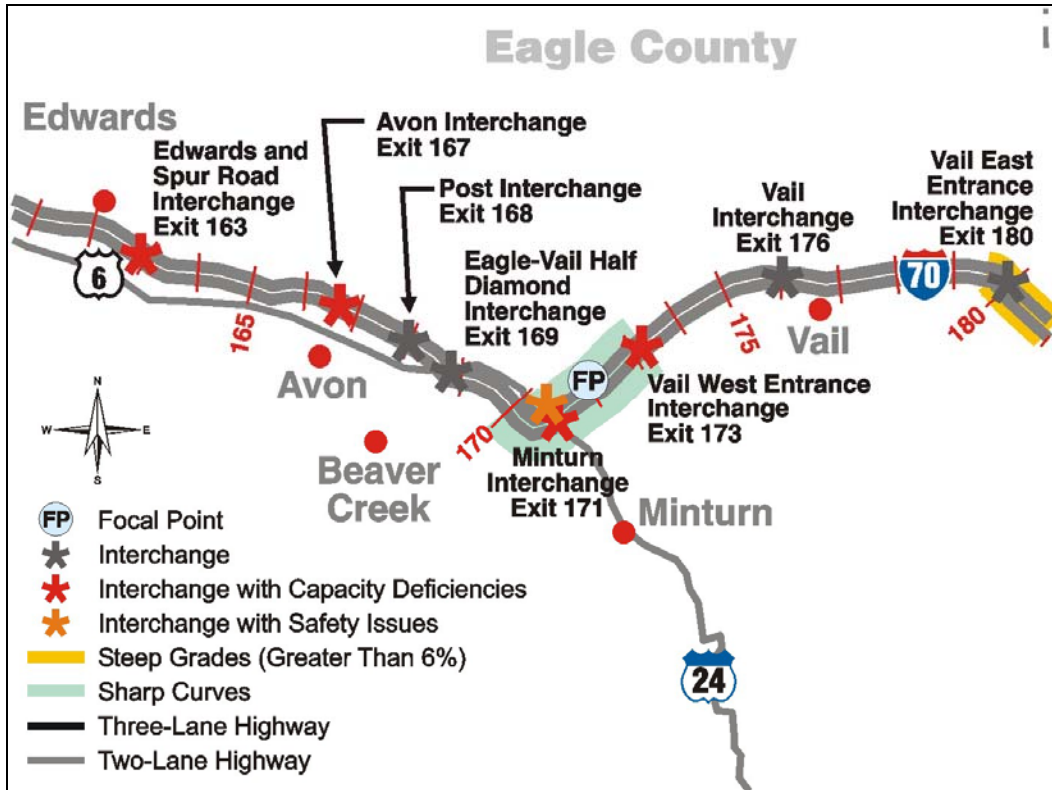 Eagle County
Edwards
Edwards and
Spur Road
Interchange
Exit 163
Avon Interchange
Exit 167
Post Interchange
Exit 168
Eagle-Vail Half
Diamond
Interchange
Exit 169
Vail
Interchange
Exit 176
Vail East
Entrance
Interchange
Exit 180
6
70
165
170
175
180
Avon
Vail
FP
Vail West Entrance
Interchange
Exit 173
N
W
E
S
Beaver
Creek
Minturn
Interchange
Exit 171
Minturn
24
FP Focal Point
Interchange
Interchange with Capacity Deficiencies
Interchange with Safety Issues
Steep Grades (Greater Than 6%)
Sharp Curves
Three-Lane Highway
Two-Lane Highway